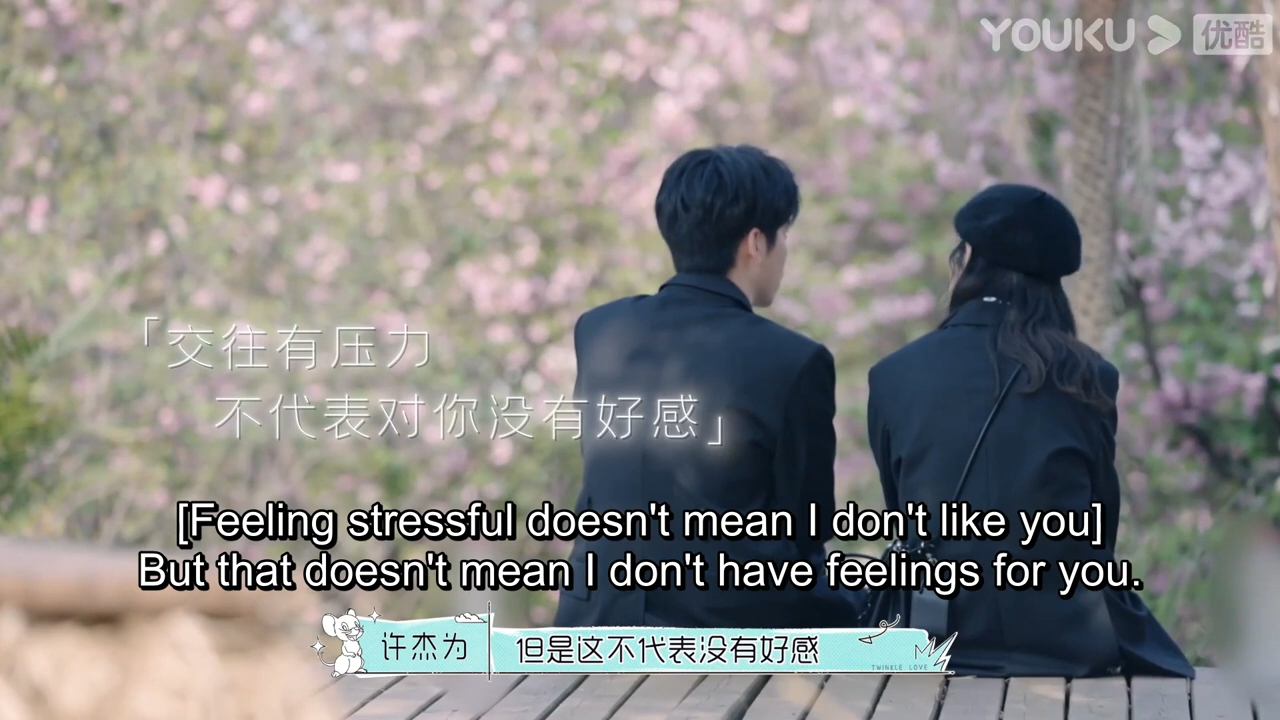 YOUKU 优酷
「交往有压力
不代表对你没有好感」
[Feeling stressful doesn't mean I don't like you]
But that doesn't mean I don't have feelings for you.
许杰为 但是这不代表没有好感
TWINKLE LOVE